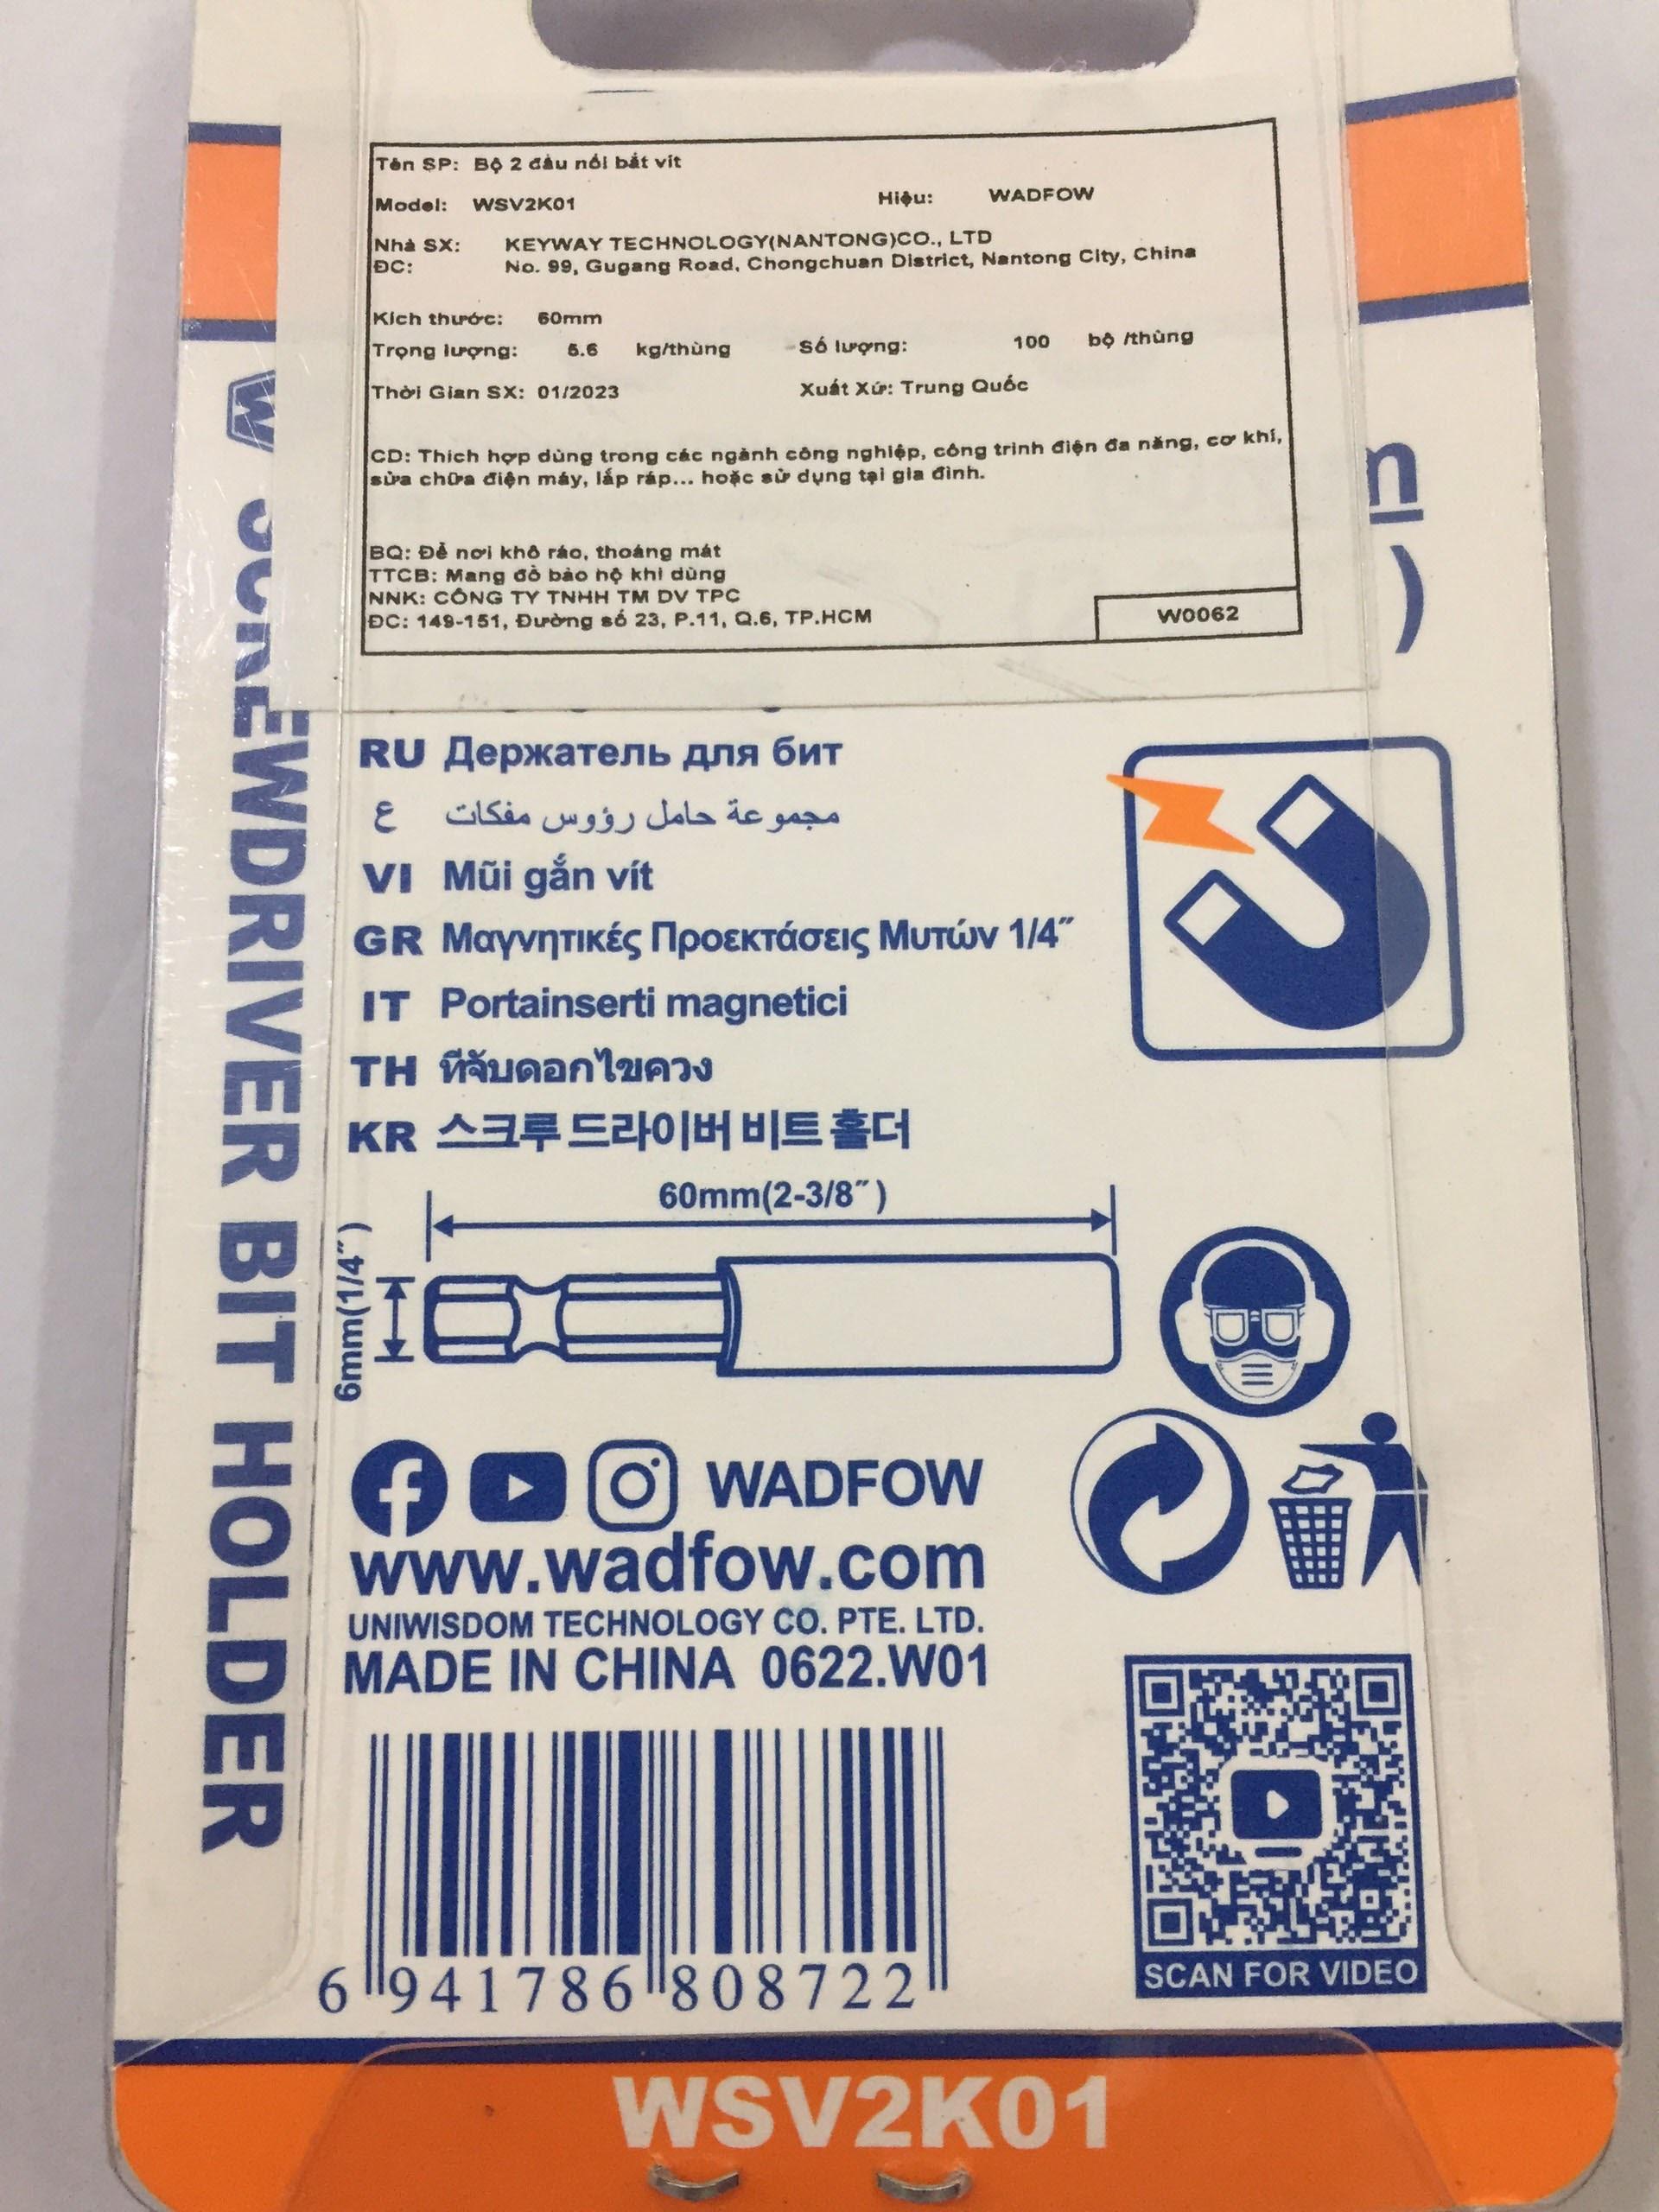 Tên SP: Bộ 2 đầu nối bắt vít
Model: WSV2K01 Hiệu: WADFOW
Nhà SX: KEYWAY TECHNOLOGY(NANTONG)CO., LTD
ĐC: No. 99, Gugang Road, Chongchuan District, Nantong City, China
Kích thước: 60mm
Trọng lượng: 5.6 kg/thùng Số lượng: 100 bộ /thùng
Thời Gian SX: 01/2023 Xuất Xứ: Trung Quốc
CD: Thích hợp dùng trong các ngành công nghiệp, công trình điện đa năng, cơ khí,
sửa chữa điện máy, lắp ráp... hoặc sử dụng tại gia đình.
BQ: Để nơi khô ráo, thoáng mát
TTCB: Mang đồ bảo hộ khi dùng
NNK: CÔNG TY TNHH TM DV TPC
ĐC: 149-151, Đường số 23, P.11, Q.6, TP.HCM
W0062
SCREWDRIVER BIT HOLDER
RU Держатель для бит
ع مجموعة حامل رؤوس مفكات
VI Mũi gắn vít
GR Μαγνητικές Προεκτάσεις Μυτών 1/4″
IT Portainserti magnetici
TH ที่จับดอกไขควง
KR 스크루 드라이버 비트 홀더
60mm(2-3/8″)
6mm(1/4″)
WADFOW
www.wadfow.com
UNIWISDOM TECHNOLOGY CO. PTE. LTD.
MADE IN CHINA 0622.W01
6 941786 808722
SCAN FOR VIDEO
WSV2K01